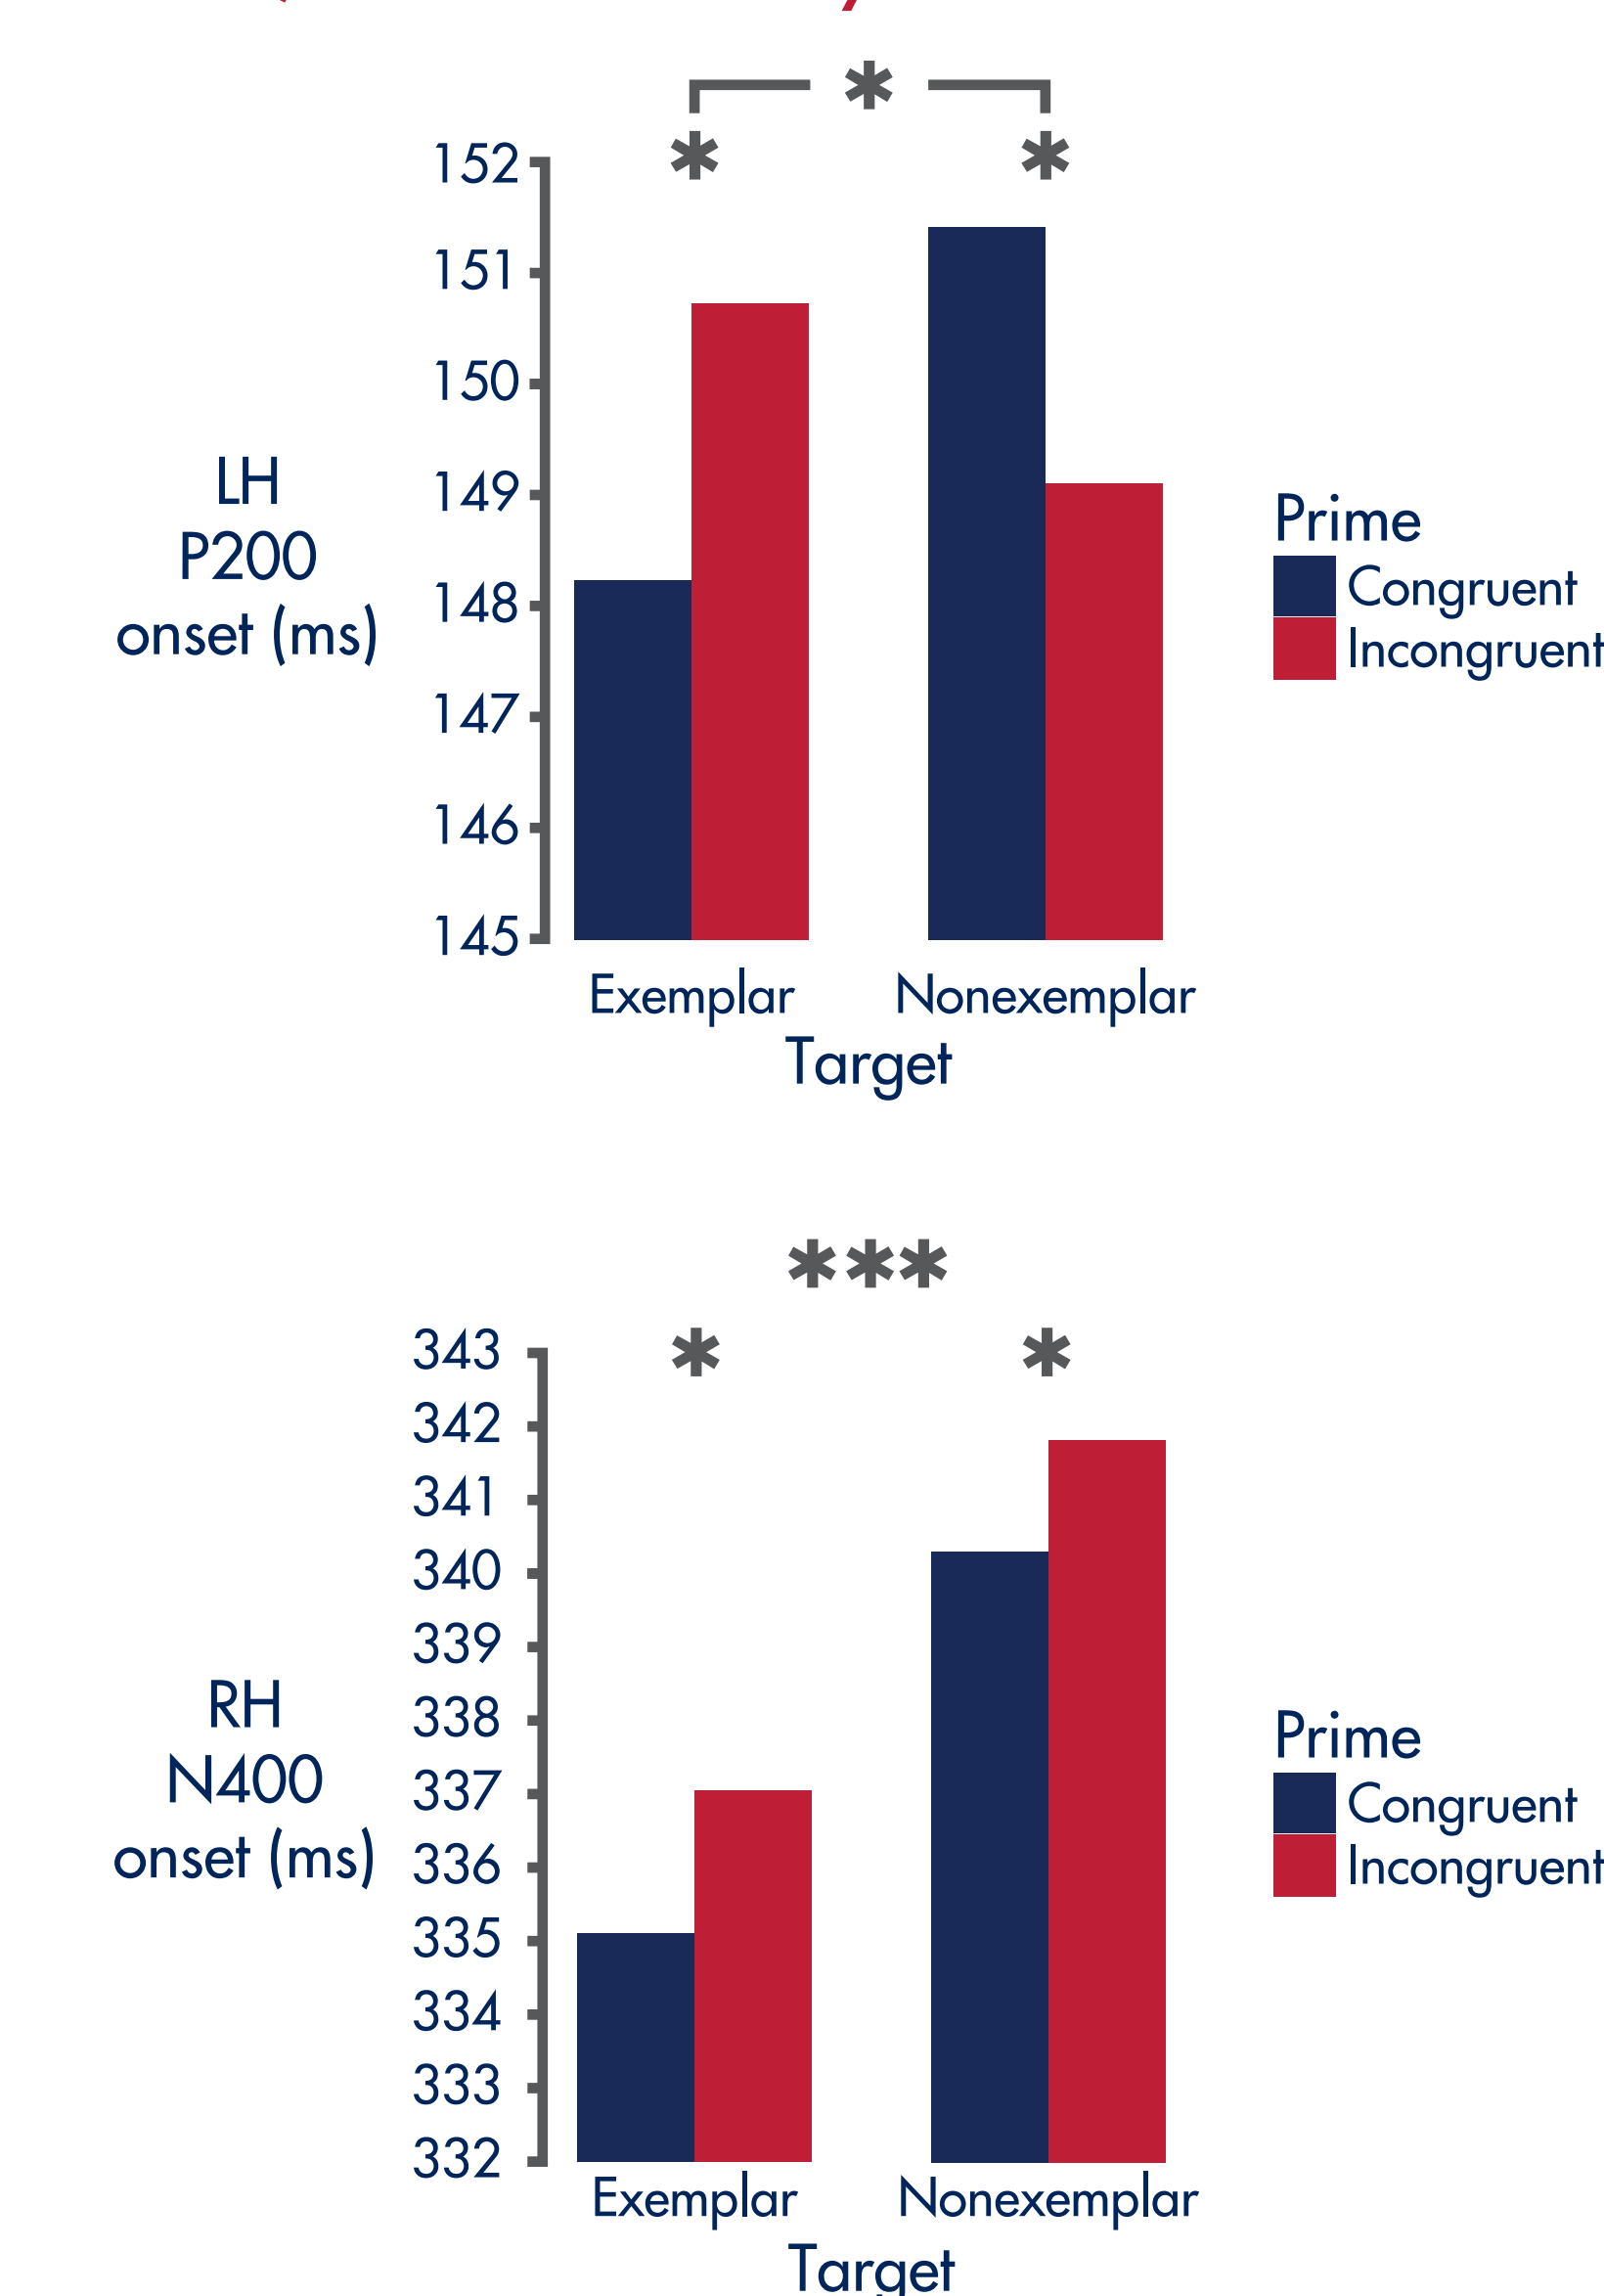 *
* *
152
151
150
149
148
147
146
145
LH
P200
onset (ms)
Prime
Congruent
Incongruent
Exemplar Nonexemplar
Target
***
* *
343
342
341
340
339
338
337
336
335
334
333
332
RH
N400
onset (ms)
Prime
Congruent
Incongruent
Exemplar Nonexemplar
Target